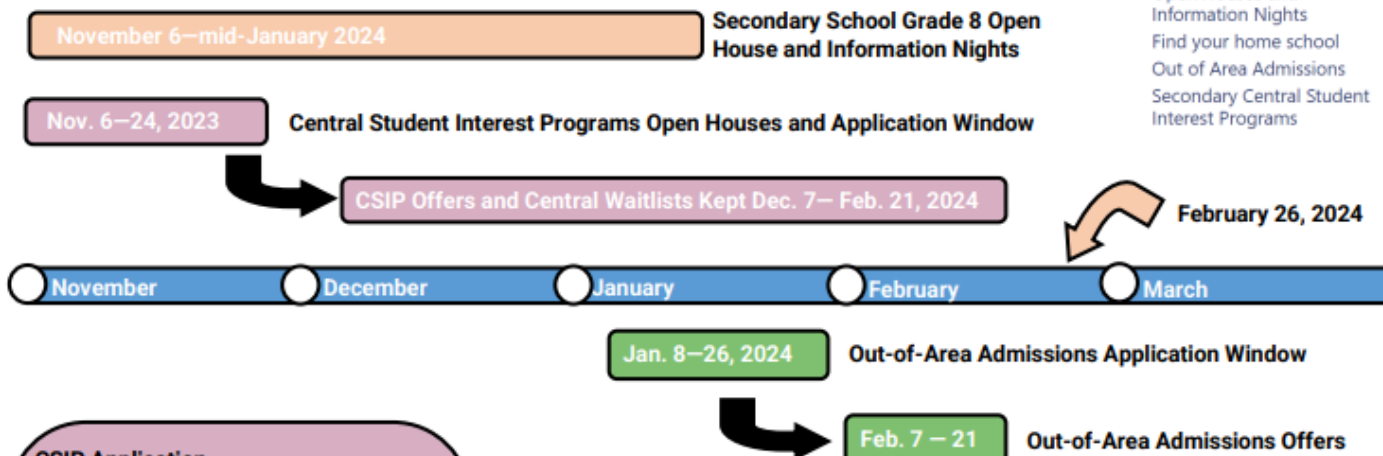 November 6—mid-January 2024
Secondary School Grade 8 Open
House and Information Nights
Information Nights
Find your home school
Out of Area Admissions
Secondary Central Student
Interest Programs
Nov. 6—24, 2023
Central Student Interest Programs Open Houses and Application Window
CSIP Offers and Central Waitlists Kept Dec. 7— Feb. 21, 2024
February 26, 2024
November
December
January
February
March
Jan. 8—26, 2024
Out-of-Area Admissions Application Window
Feb. 7 — 21
Out-of-Area Admissions Offers
CSIP Application